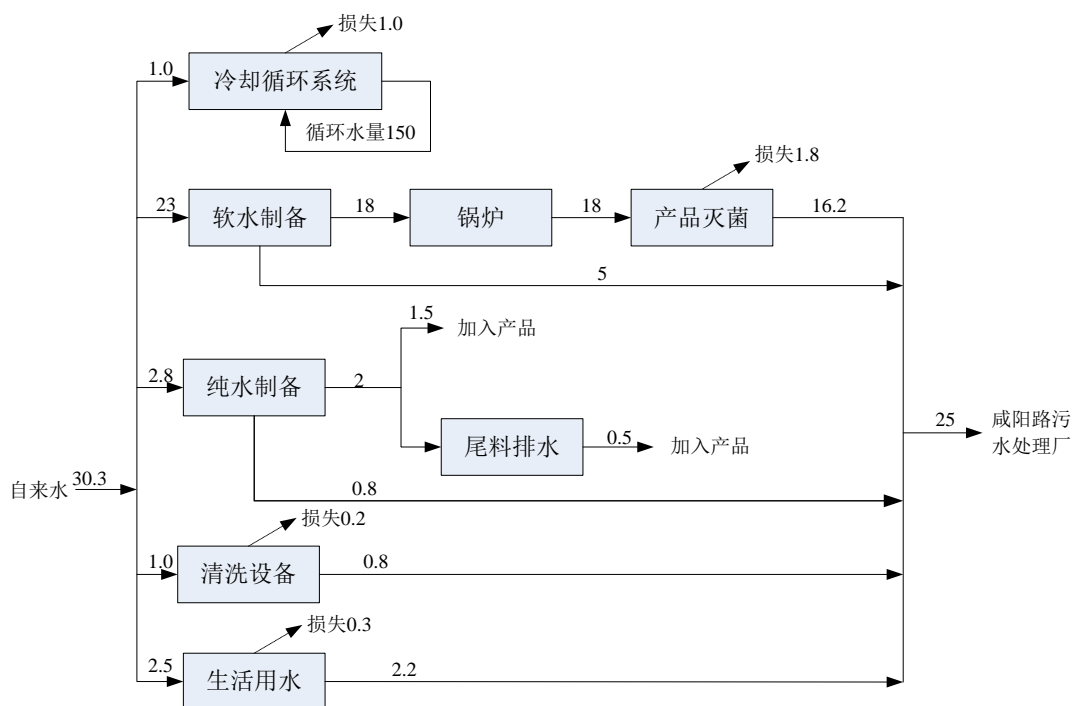 损失1.0
1.0
冷却循环系统
循环水量150
损失1.8
23
软水制备
18
锅炉
18
产品灭菌
16.2
5
1.5
加入产品
2.8
纯水制备
2
25
咸阳路污
水处理厂
尾料排水
0.5
加入产品
自来水
30.3
0.8
损失0.2
1.0
清洗设备
0.8
损失0.3
2.5
生活用水
2.2